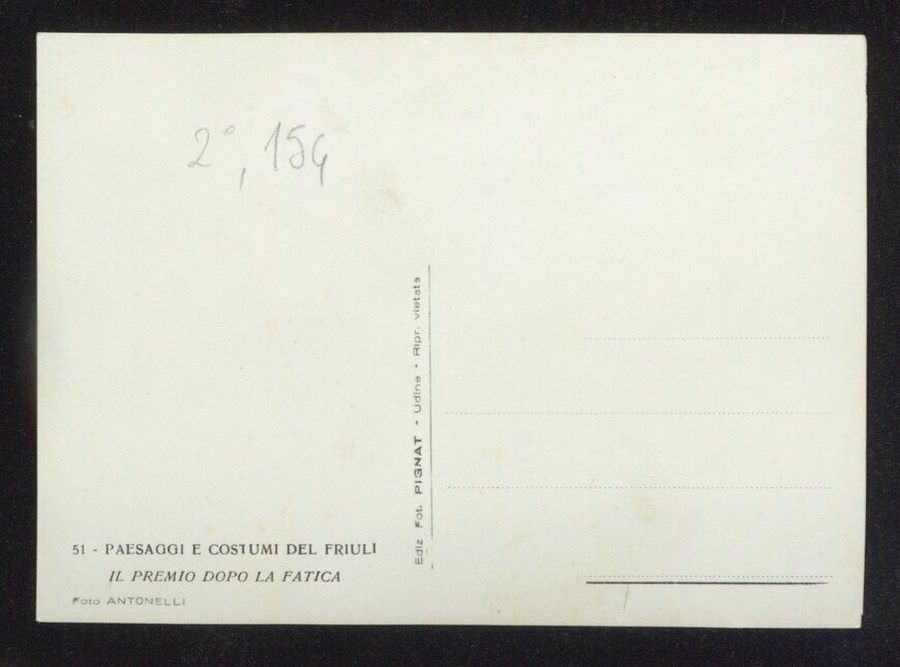 2°, 154
51 - PAESAGGI E COSTUMI DEL FRIULI
IL PREMIO DOPO LA FATICA
Foto ANTONELLI
Ediz Fot. PIGNAT - Udine - Ripr. vietata